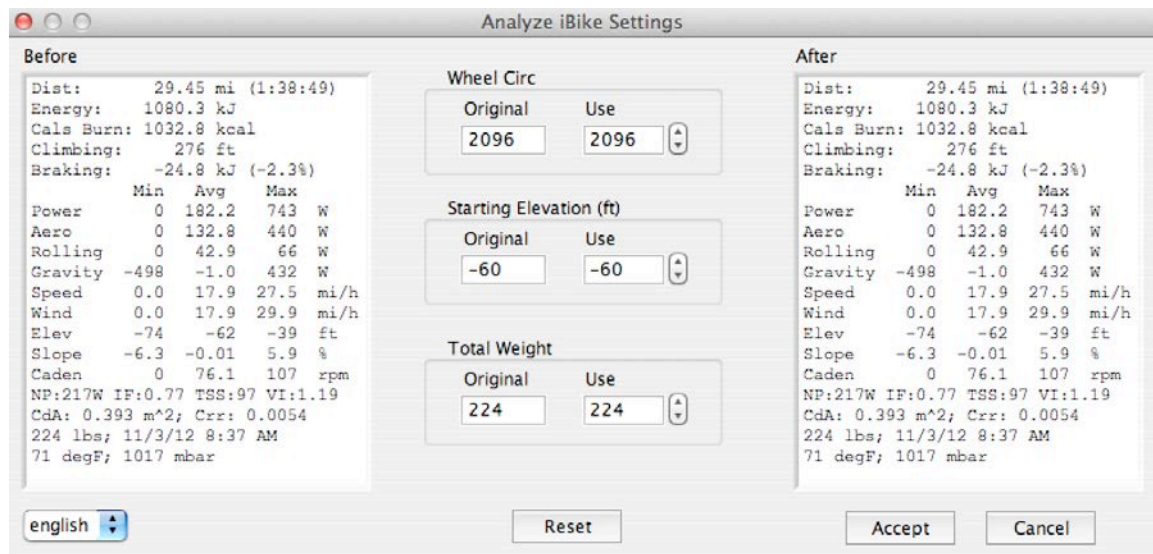 Analyze iBike Settings
Before
Dist: 29.45 mi (1:38:49)
Energy: 1080.3 kJ
Cals Burn: 1032.8 kcal
Climbing: 276 ft
Braking: -24.8 kJ (-2.3%)
Min Avg Max
Power 0 182.2 743 W
Aero 0 132.8 440 W
Rolling 0 42.9 66 W
Gravity -498 -1.0 432 W
Speed 0.0 17.9 27.5 mi/h
Wind 0.0 17.9 29.9 mi/h
Elev -74 -62 -39 ft
Slope -6.3 -0.01 5.9 %
Caden 0 76.1 107 rpm
NP:217W IF:0.77 TSS:97 VI:1.19
CdA: 0.393 m^2; Crr: 0.0054
224 lbs; 11/3/12 8:37 AM
71 degF; 1017 mbar
english
Wheel Circ
Original Use
2096 2096
Starting Elevation (ft)
Original Use
-60 -60
Total Weight
Original Use
224 224
Reset
After
Dist: 29.45 mi (1:38:49)
Energy: 1080.3 kJ
Cals Burn: 1032.8 kcal
Climbing: 276 ft
Braking: -24.8 kJ (-2.3%)
Min Avg Max
Power 0 182.2 743 W
Aero 0 132.8 440 W
Rolling 0 42.9 66 W
Gravity -498 -1.0 432 W
Speed 0.0 17.9 27.5 mi/h
Wind 0.0 17.9 29.9 mi/h
Elev -74 -62 -39 ft
Slope -6.3 -0.01 5.9 %
Caden 0 76.1 107 rpm
NP:217W IF:0.77 TSS:97 VI:1.19
CdA: 0.393 m^2; Crr: 0.0054
224 lbs; 11/3/12 8:37 AM
71 degF; 1017 mbar
Accept Cancel